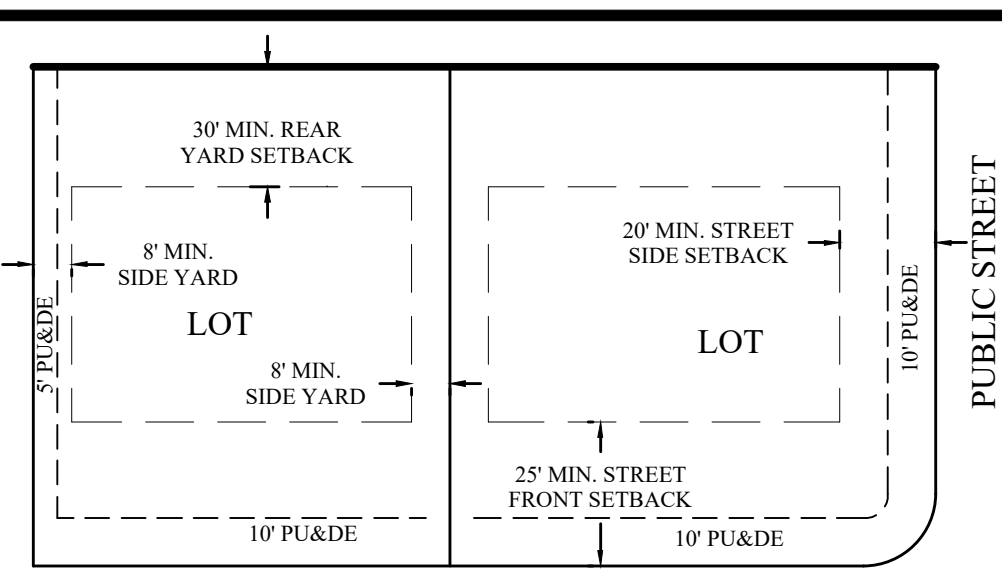 30' MIN. REAR
YARD SETBACK
8' MIN.
SIDE YARD
20' MIN. STREET
SIDE SETBACK
PUBLIC STREET
5' PU&DE
LOT
LOT
10' PU&DE
8' MIN.
SIDE YARD
25' MIN. STREET
FRONT SETBACK
10' PU&DE
10' PU&DE